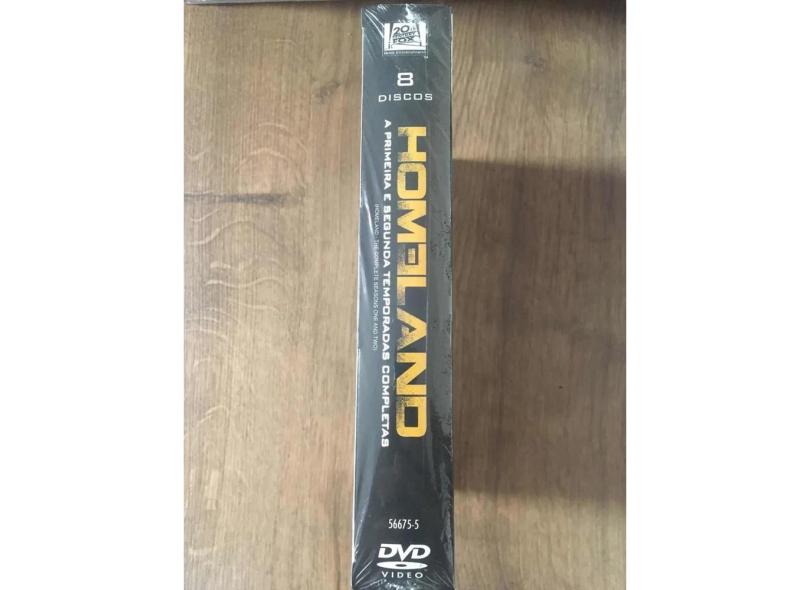 20th
CENTURY
FOX
8
DISCOS
HOMELAND
A PRIMEIRA E SEGUNDA TEMPORADAS COMPLETAS
(HOMELAND - THE COMPLETE SEASONS ONE AND TWO)
56675-5
DVD
VIDEO